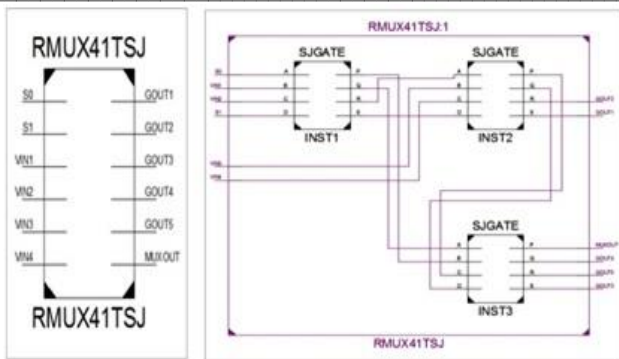 RMUX41TSJ
S0
GOUT1
S1
GOUT2
VIN1
GOUT3
VIN2
GOUT4
VIN3
GOUT5
VIN4
MUXOUT
RMUX41TSJ
RMUX41TSJ:1
SJGATE
SJGATE
A
P
A
P
B
Q
B
Q
C
R
C
R
D
S
D
S
INST1
INST2
SJGATE
A
P
B
Q
C
R
D
S
INST3
RMUX41TSJ